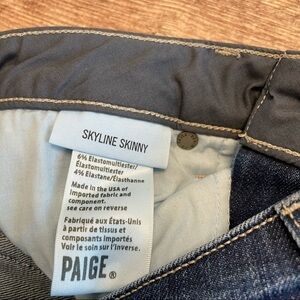 SKYLINE SKINNY
6% Elastomultiester/
Élastomultiester
4% Elastane/Élasthanne
Made in the USA of
imported fabric and
component.
see care on reverse
Fabriqué aux États-Unis
à partir de tissus et
composants importés
Voir le soin sur l'inverse.
PAIGE®